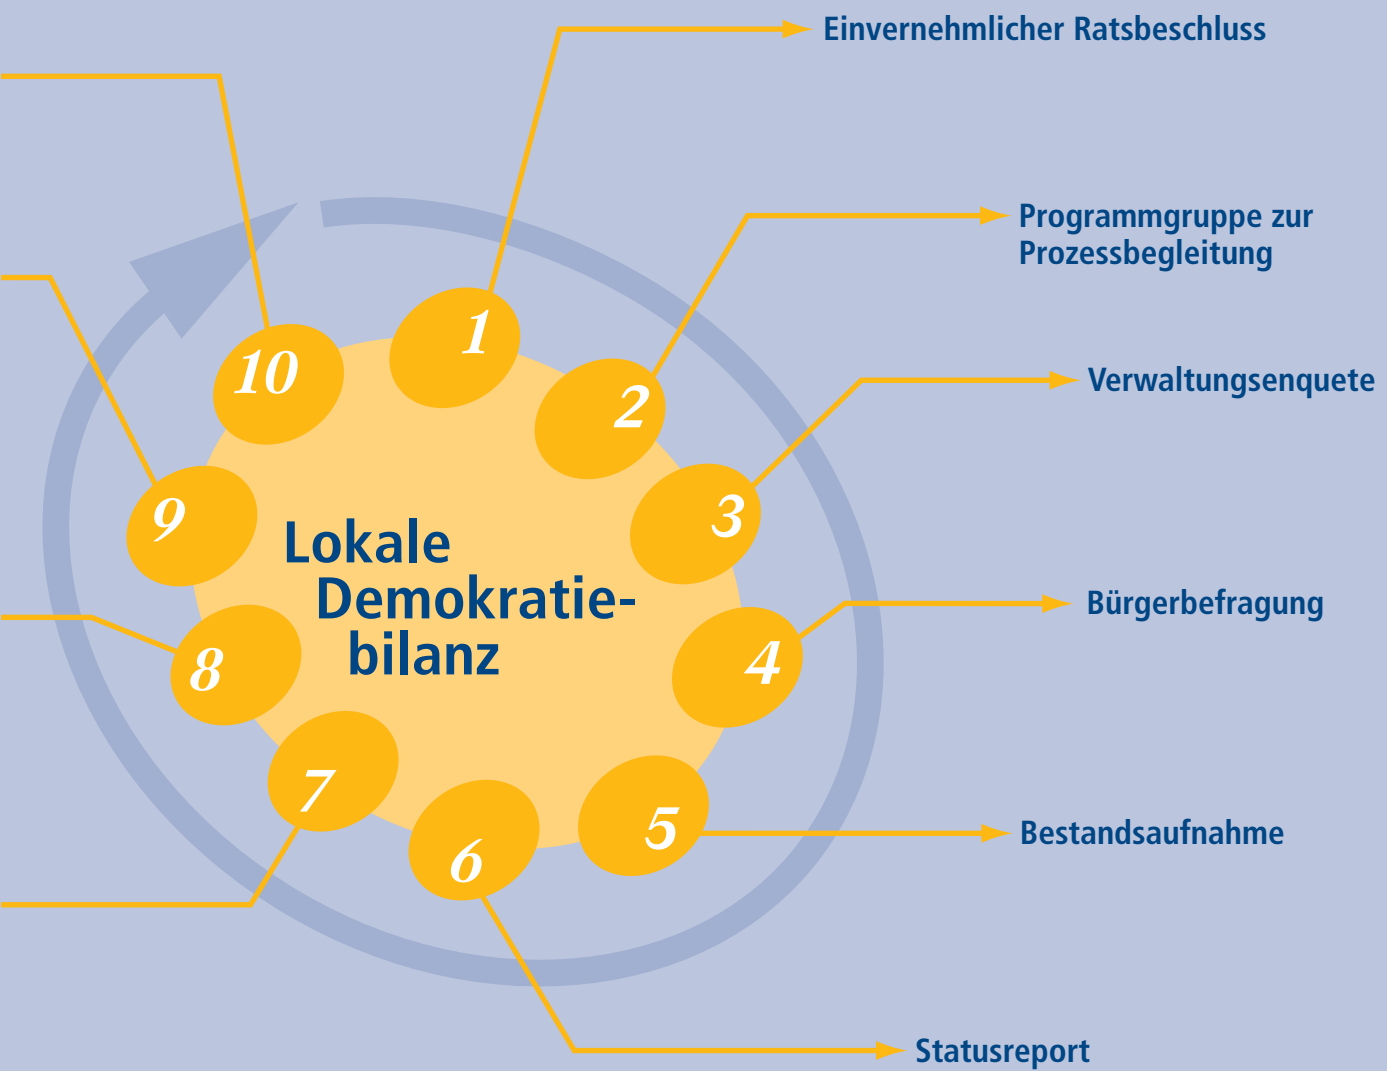 Einvernehmlicher Ratsbeschluss
Programmgruppe zur
Prozessbegleitung
Verwaltungsenquete
Bürgerbefragung
Bestandsaufnahme
Statusreport
1
2
3
4
5
6
7
8
9
10
Lokale
Demokratie-
bilanz